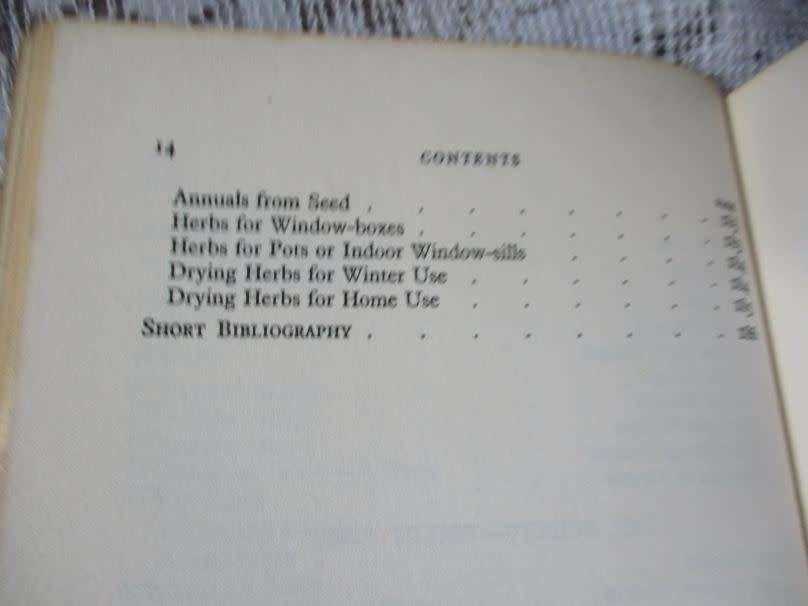 14
CONTENTS
Annuals from Seed . . . . . . . .
Herbs for Window-boxes . . . . . . .
Herbs for Pots or Indoor Window-sills . . . .
Drying Herbs for Winter Use . . . . . .
Drying Herbs for Home Use . . . . . .
SHORT BIBLIOGRAPHY . . . . . . . .